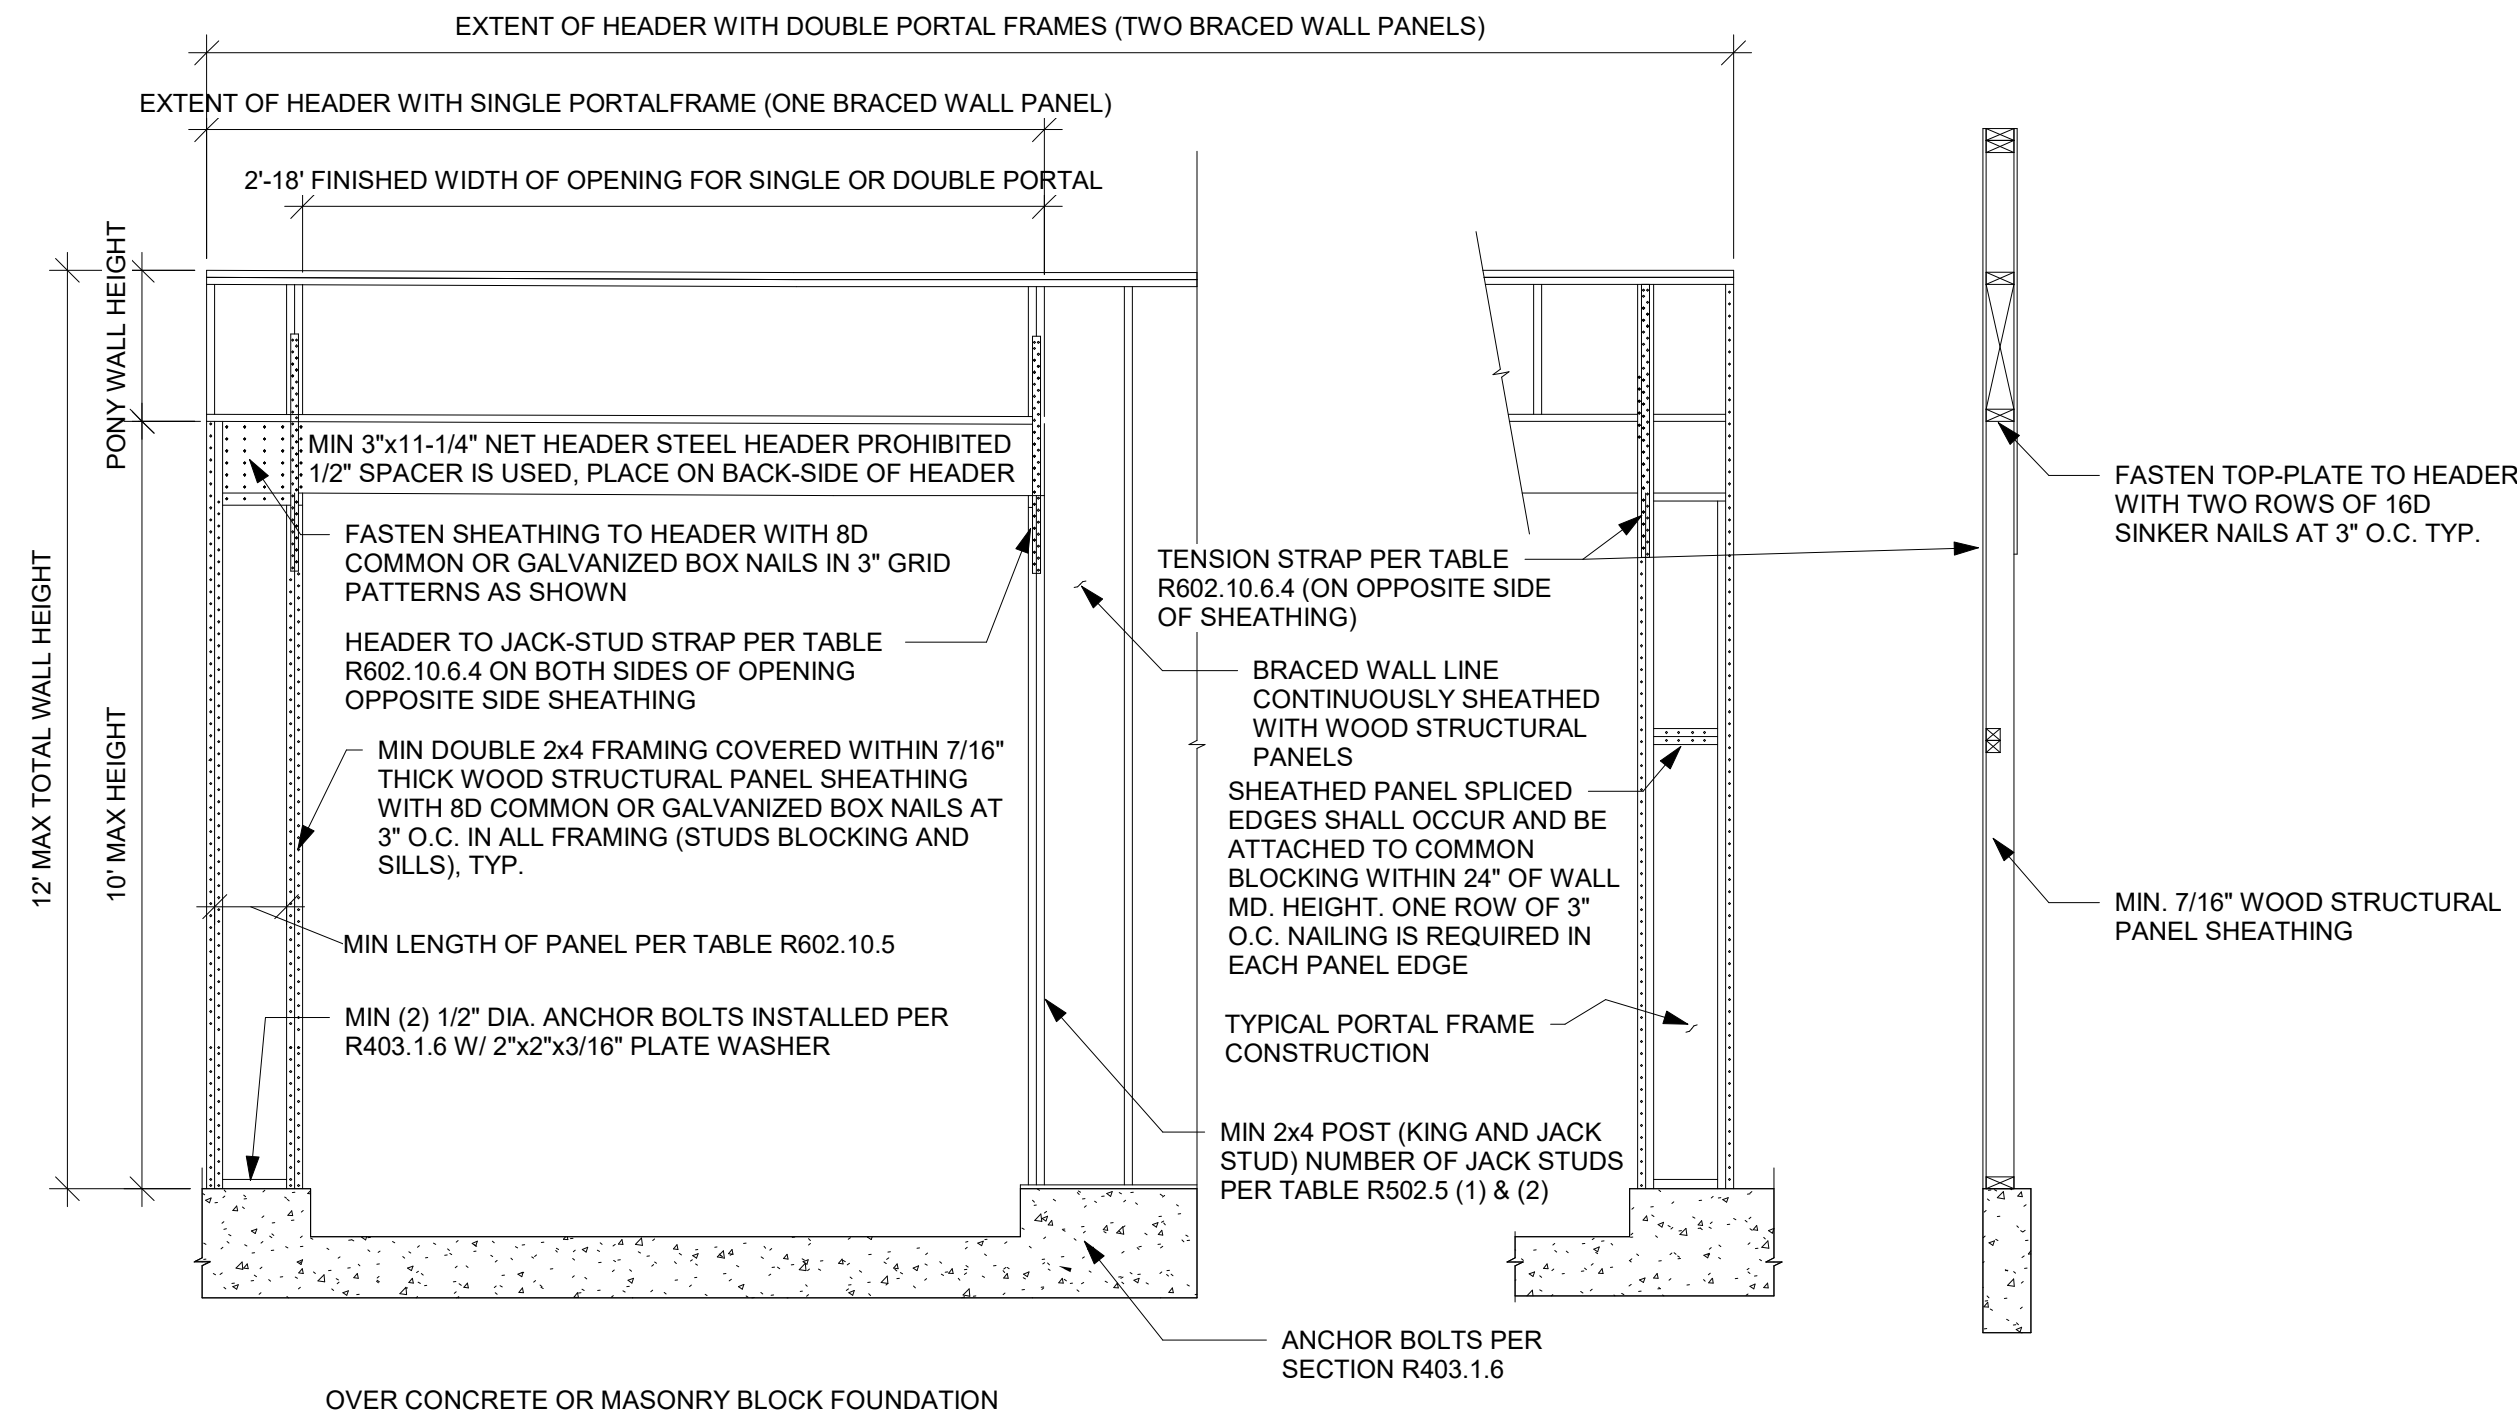 EXTENT OF HEADER WITH DOUBLE PORTAL FRAMES (TWO BRACED WALL PANELS)
EXTENT OF HEADER WITH SINGLE PORTALFRAME (ONE BRACED WALL PANEL)
2'-18' FINISHED WIDTH OF OPENING FOR SINGLE OR DOUBLE PORTAL
PONY WALL HEIGHT
12' MAX TOTAL WALL HEIGHT
10' MAX HEIGHT
MIN 3"x11-1/4" NET HEADER STEEL HEADER PROHIBITED
1/2" SPACER IS USED, PLACE ON BACK-SIDE OF HEADER
FASTEN SHEATHING TO HEADER WITH 8D
COMMON OR GALVANIZED BOX NAILS IN 3" GRID
PATTERNS AS SHOWN
HEADER TO JACK-STUD STRAP PER TABLE
R602.10.6.4 ON BOTH SIDES OF OPENING
OPPOSITE SIDE SHEATHING
MIN DOUBLE 2x4 FRAMING COVERED WITHIN 7/16"
THICK WOOD STRUCTURAL PANEL SHEATHING
WITH 8D COMMON OR GALVANIZED BOX NAILS AT
3" O.C. IN ALL FRAMING (STUDS BLOCKING AND
SILLS), TYP.
MIN LENGTH OF PANEL PER TABLE R602.10.5
MIN (2) 1/2" DIA. ANCHOR BOLTS INSTALLED PER
R403.1.6 W/ 2"x2"x3/16" PLATE WASHER
TENSION STRAP PER TABLE
R602.10.6.4 (ON OPPOSITE SIDE
OF SHEATHING)
BRACED WALL LINE
CONTINUOUSLY SHEATHED
WITH WOOD STRUCTURAL
PANELS
SHEATHED PANEL SPLICED
EDGES SHALL OCCUR AND BE
ATTACHED TO COMMON
BLOCKING WITHIN 24" OF WALL
MD. HEIGHT. ONE ROW OF 3"
O.C. NAILING IS REQUIRED IN
EACH PANEL EDGE
TYPICAL PORTAL FRAME
CONSTRUCTION
MIN 2x4 POST (KING AND JACK
STUD) NUMBER OF JACK STUDS
PER TABLE R502.5 (1) & (2)
ANCHOR BOLTS PER
SECTION R403.1.6
FASTEN TOP-PLATE TO HEADER
WITH TWO ROWS OF 16D
SINKER NAILS AT 3" O.C. TYP.
MIN. 7/16" WOOD STRUCTURAL
PANEL SHEATHING
OVER CONCRETE OR MASONRY BLOCK FOUNDATION